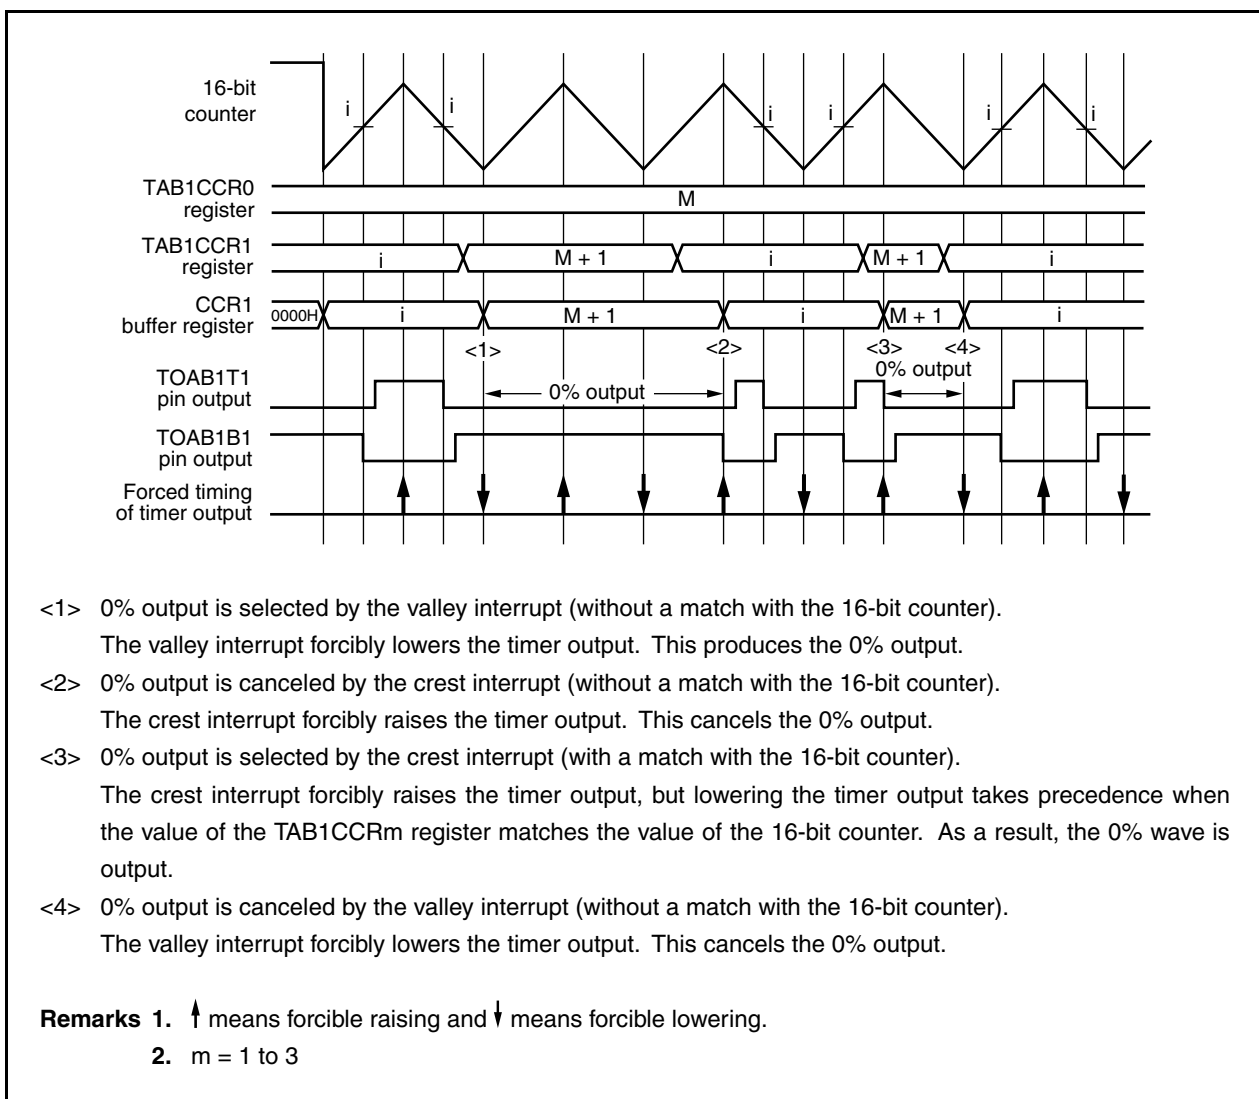 16-bit
counter
i
i
i
i
i
i
TAB1CCR0
register
M
TAB1CCR1
register
i
M + 1
i
M + 1
i
CCR1
buffer register
0000H
i
M + 1
i
M + 1
i
<1>
<2>
<3>
<4>
TOAB1T1
pin output
0% output
0% output
TOAB1B1
pin output
Forced timing
of timer output
<1> 0% output is selected by the valley interrupt (without a match with the 16-bit counter).
The valley interrupt forcibly lowers the timer output. This produces the 0% output.
<2> 0% output is canceled by the crest interrupt (without a match with the 16-bit counter).
The crest interrupt forcibly raises the timer output. This cancels the 0% output.
<3> 0% output is selected by the crest interrupt (with a match with the 16-bit counter).
The crest interrupt forcibly raises the timer output, but lowering the timer output takes precedence when
the value of the TAB1CCRm register matches the value of the 16-bit counter. As a result, the 0% wave is
output.
<4> 0% output is canceled by the valley interrupt (without a match with the 16-bit counter).
The valley interrupt forcibly lowers the timer output. This cancels the 0% output.
Remarks 1. ↑ means forcible raising and ↓ means forcible lowering.
2. m = 1 to 3